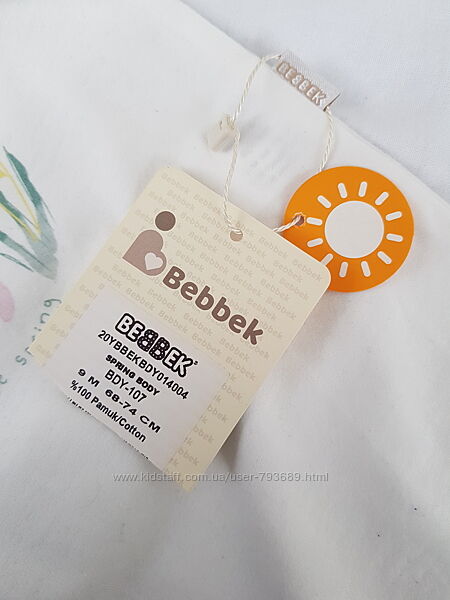 BEBBEK
Bebbek
BEBBEK
20YBBEKBDY014004
SPRING BODY
BDY-107
9 M 68-74 CM
%100 Pamuk/Cotton
www.kidstaff.com.ua/user-793689.html